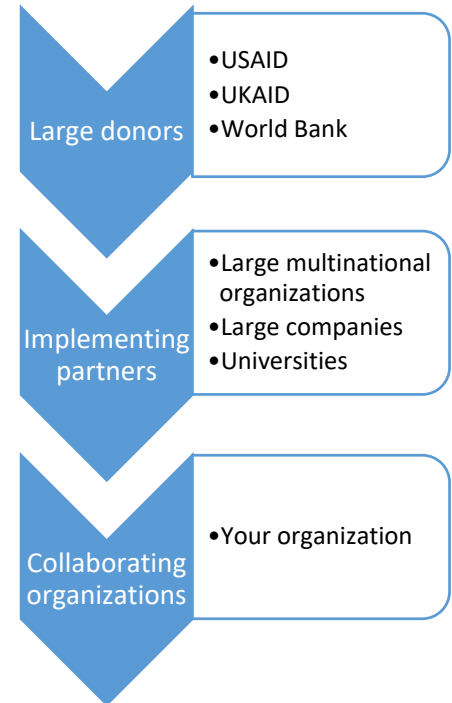 Large donors
•USAID
•UKAID
•World Bank
Implementing
partners
•Large multinational
organizations
•Large companies
•Universities
Collaborating
organizations
•Your organization